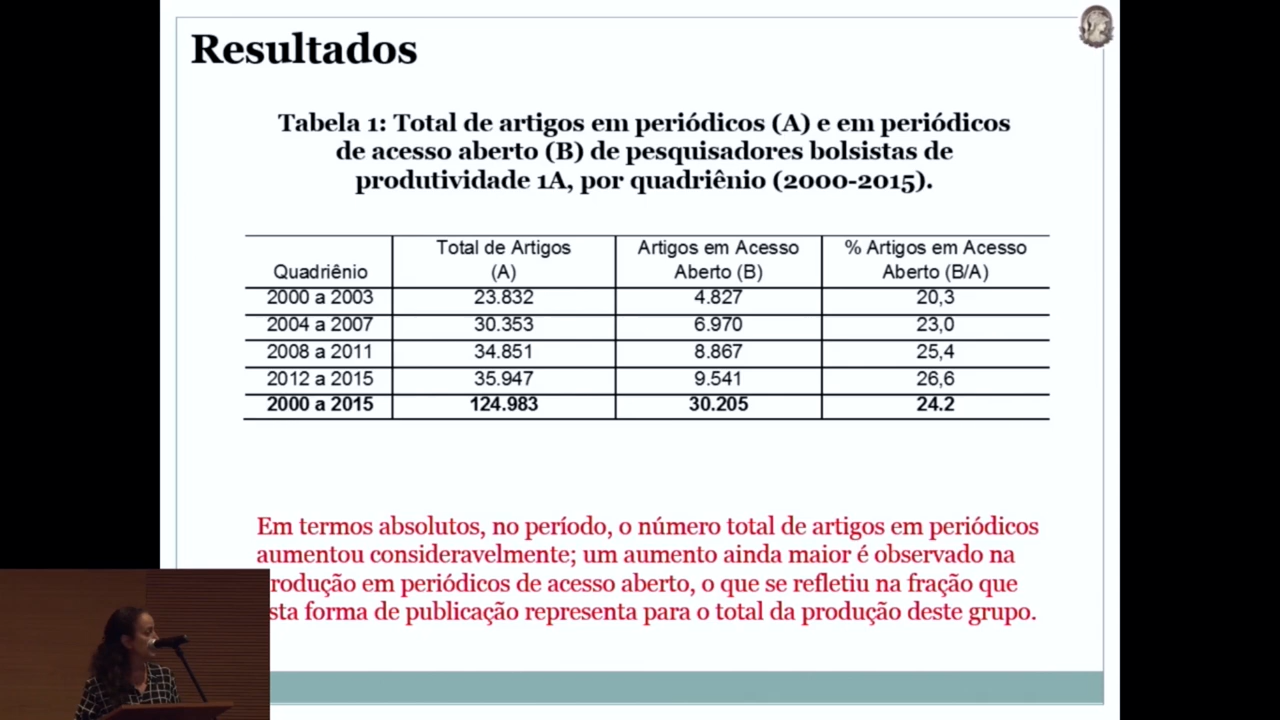 Resultados
Tabela 1: Total de artigos em periódicos (A) e em periódicos
de acesso aberto (B) de pesquisadores bolsistas de
produtividade 1A, por quadriênio (2000-2015).
Quadriênio Total de Artigos (A) Artigos em Acesso Aberto (B) % Artigos em Acesso Aberto (B/A)
2000 a 2003 23.832 4.827 20,3
2004 a 2007 30.353 6.970 23,0
2008 a 2011 34.851 8.867 25,4
2012 a 2015 35.947 9.541 26,6
2000 a 2015 124.983 30.205 24.2
Em termos absolutos, no período, o número total de artigos em periódicos
aumentou consideravelmente; um aumento ainda maior é observado na
rodução em periódicos de acesso aberto, o que se refletiu na fração que
sta forma de publicação representa para o total da produção deste grupo.